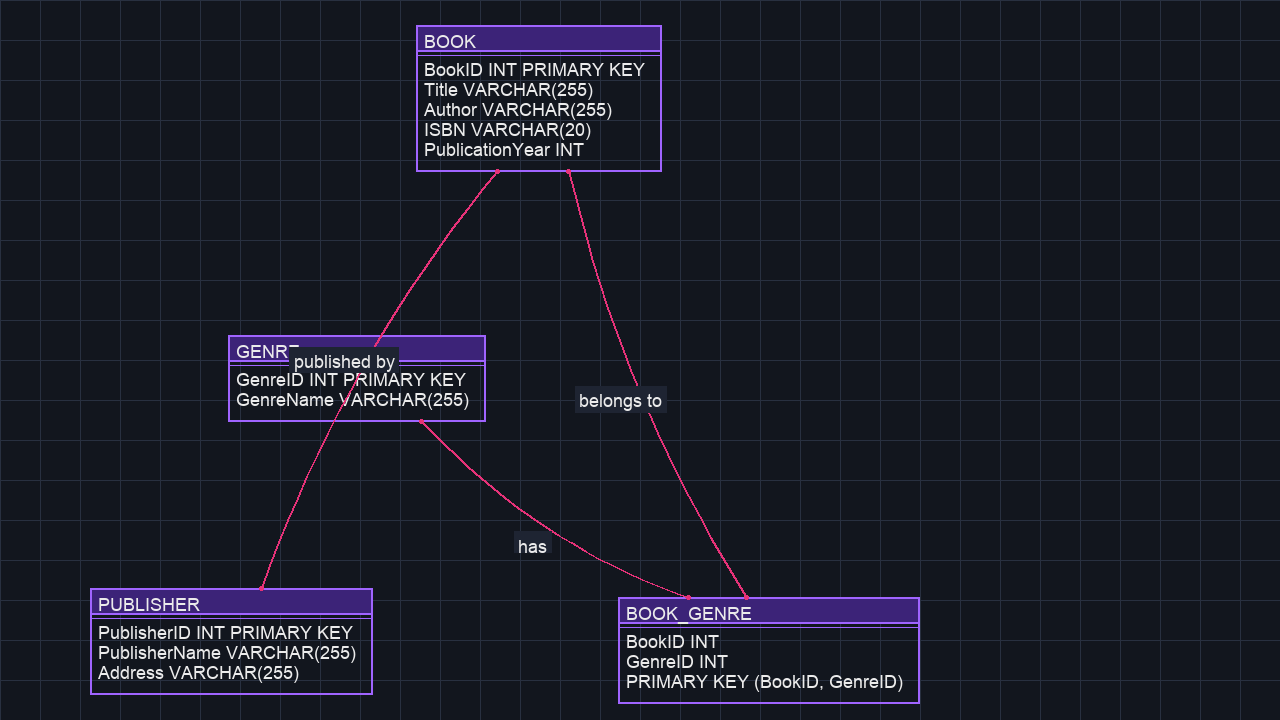 BOOK
BookID INT PRIMARY KEY
Title VARCHAR(255)
Author VARCHAR(255)
ISBN VARCHAR(20)
PublicationYear INT
GENRE
published by
GenreID INT PRIMARY KEY
GenreName VARCHAR(255)
belongs to
has
PUBLISHER
PublisherID INT PRIMARY KEY
PublisherName VARCHAR(255)
Address VARCHAR(255)
BOOK_GENRE
BookID INT
GenreID INT
PRIMARY KEY (BookID, GenreID)